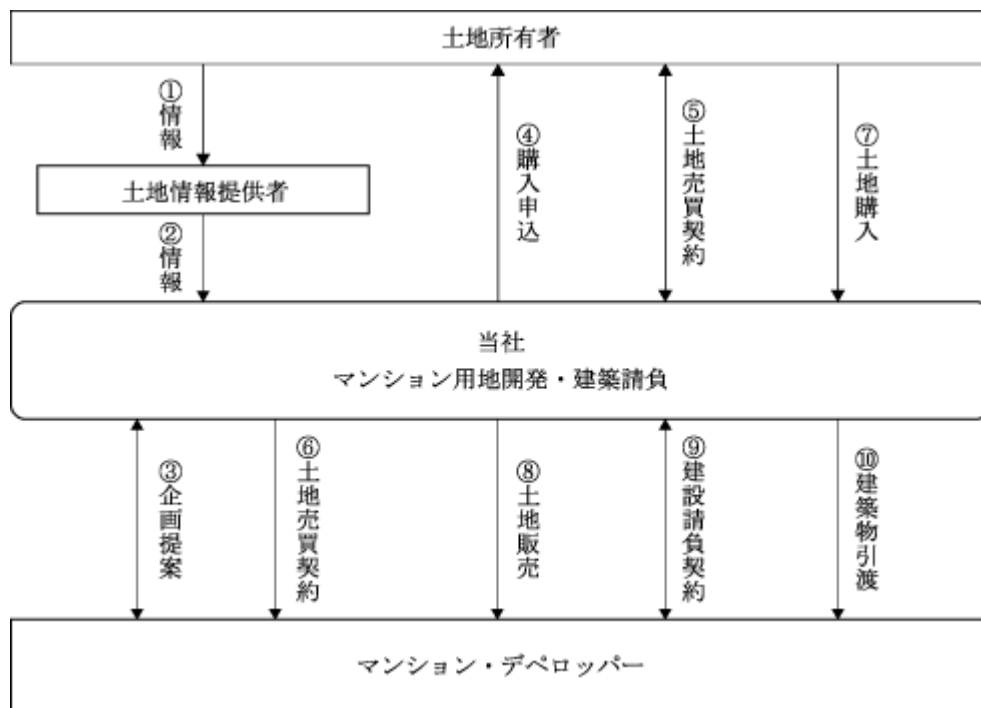 土地所有者
①情報
④購入申込
⑤土地売買契約
⑦土地購入
土地情報提供者
②情報
当社
マンション用地開発・建築請負
③企画提案
⑥土地売買契約
⑧土地販売
⑨建設請負契約
⑩建築物引渡
マンション・デベロッパー